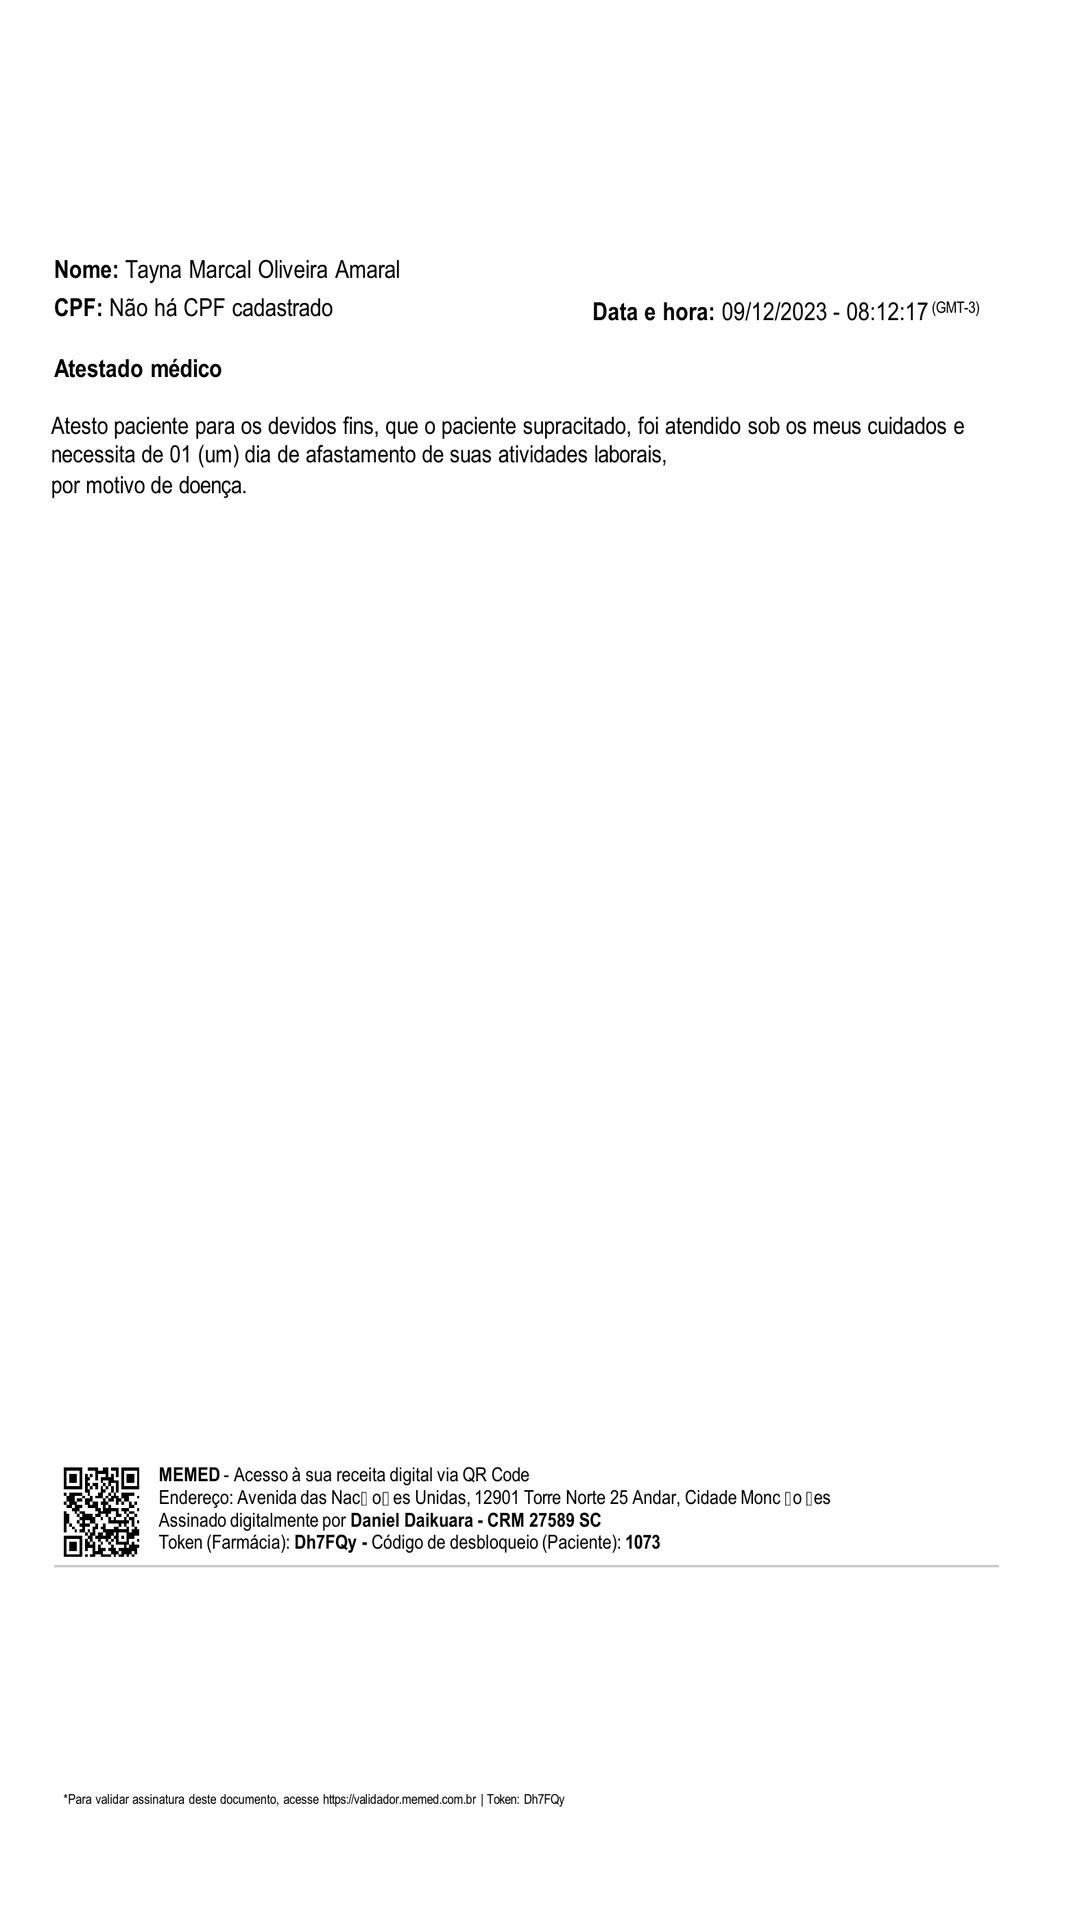 Nome: Tayna Marcal Oliveira Amaral
CPF: Não há CPF cadastrado
Data e hora: 09/12/2023 - 08:12:17 (GMT-3)
Atestado médico
Atesto paciente para os devidos fins, que o paciente supracitado, foi atendido sob os meus cuidados e
necessita de 01 (um) dia de afastamento de suas atividades laborais,
por motivo de doença.
MEMED - Acesso à sua receita digital via QR Code
Endereço: Avenida das Nac▯ o▯ es Unidas, 12901 Torre Norte 25 Andar, Cidade Monc ▯o ▯es
Assinado digitalmente por Daniel Daikuara - CRM 27589 SC
Token (Farmácia): Dh7FQy - Código de desbloqueio (Paciente): 1073
*Para validar assinatura deste documento, acesse https://validador.memed.com.br | Token: Dh7FQy